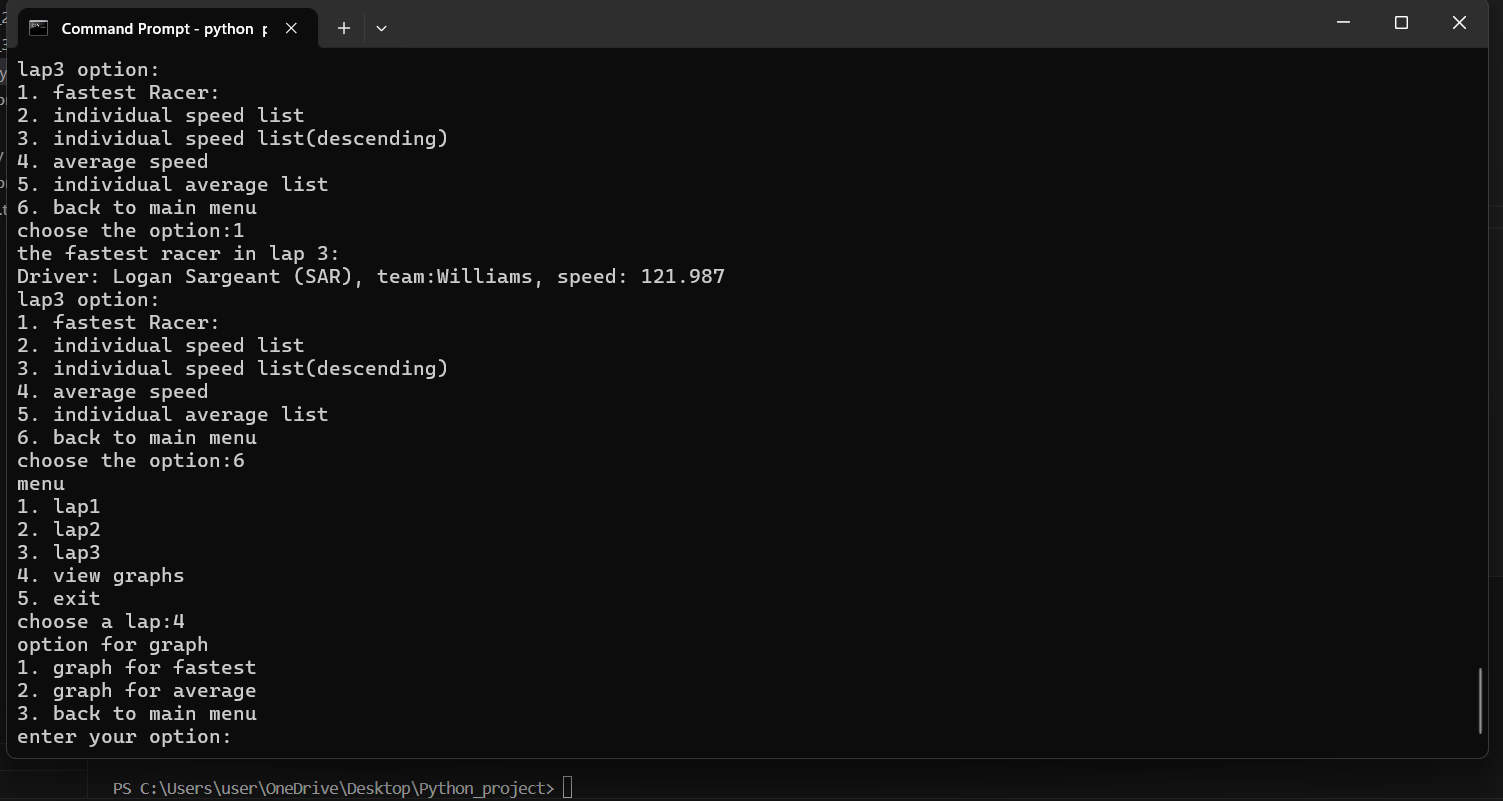 Command Prompt - python p
lap3 option:
1. fastest Racer:
2. individual speed list
3. individual speed list(descending)
4. average speed
5. individual average list
6. back to main menu
choose the option:1
the fastest racer in lap 3:
Driver: Logan Sargeant (SAR), team:Williams, speed: 121.987
lap3 option:
1. fastest Racer:
2. individual speed list
3. individual speed list(descending)
4. average speed
5. individual average list
6. back to main menu
choose the option:6
menu
1. lap1
2. lap2
3. lap3
4. view graphs
5. exit
choose a lap:4
option for graph
1. graph for fastest
2. graph for average
3. back to main menu
enter your option:
PS C:\Users\user\OneDrive\Desktop\Python_project>